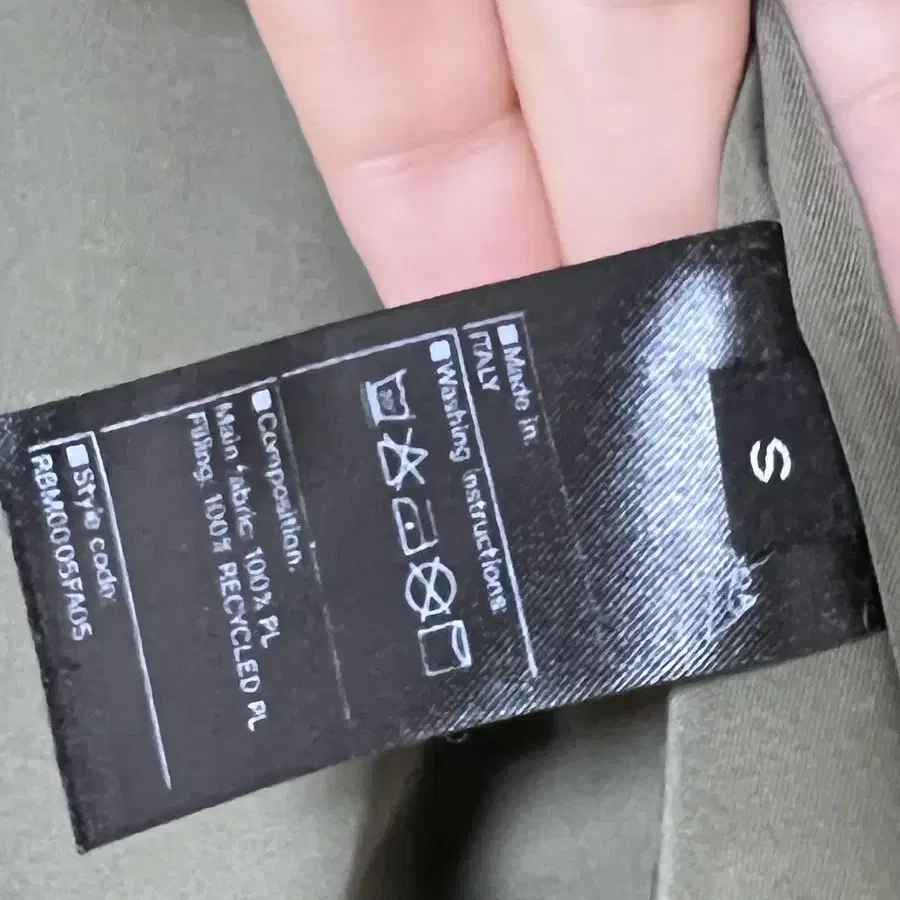 S
Made in:
ITALY
Washing instructions
Composition:
Main fabric: 100% PL
Filling: 100% RECYCLED PL
Style code:
RBM0005FA05